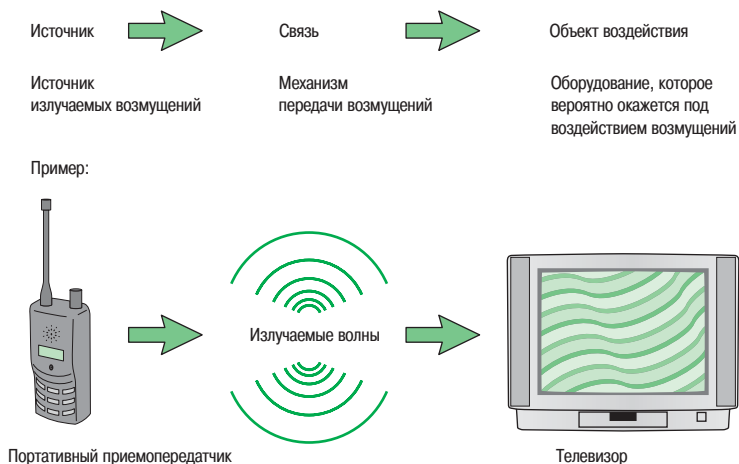 Источник
Связь
Объект воздействия
Источник
излучаемых возмущений
Механизм
передачи возмущений
Оборудование, которое
вероятно окажется под
воздействием возмущений
Пример:
Излучаемые волны
Портативный приемопередатчик
Телевизор